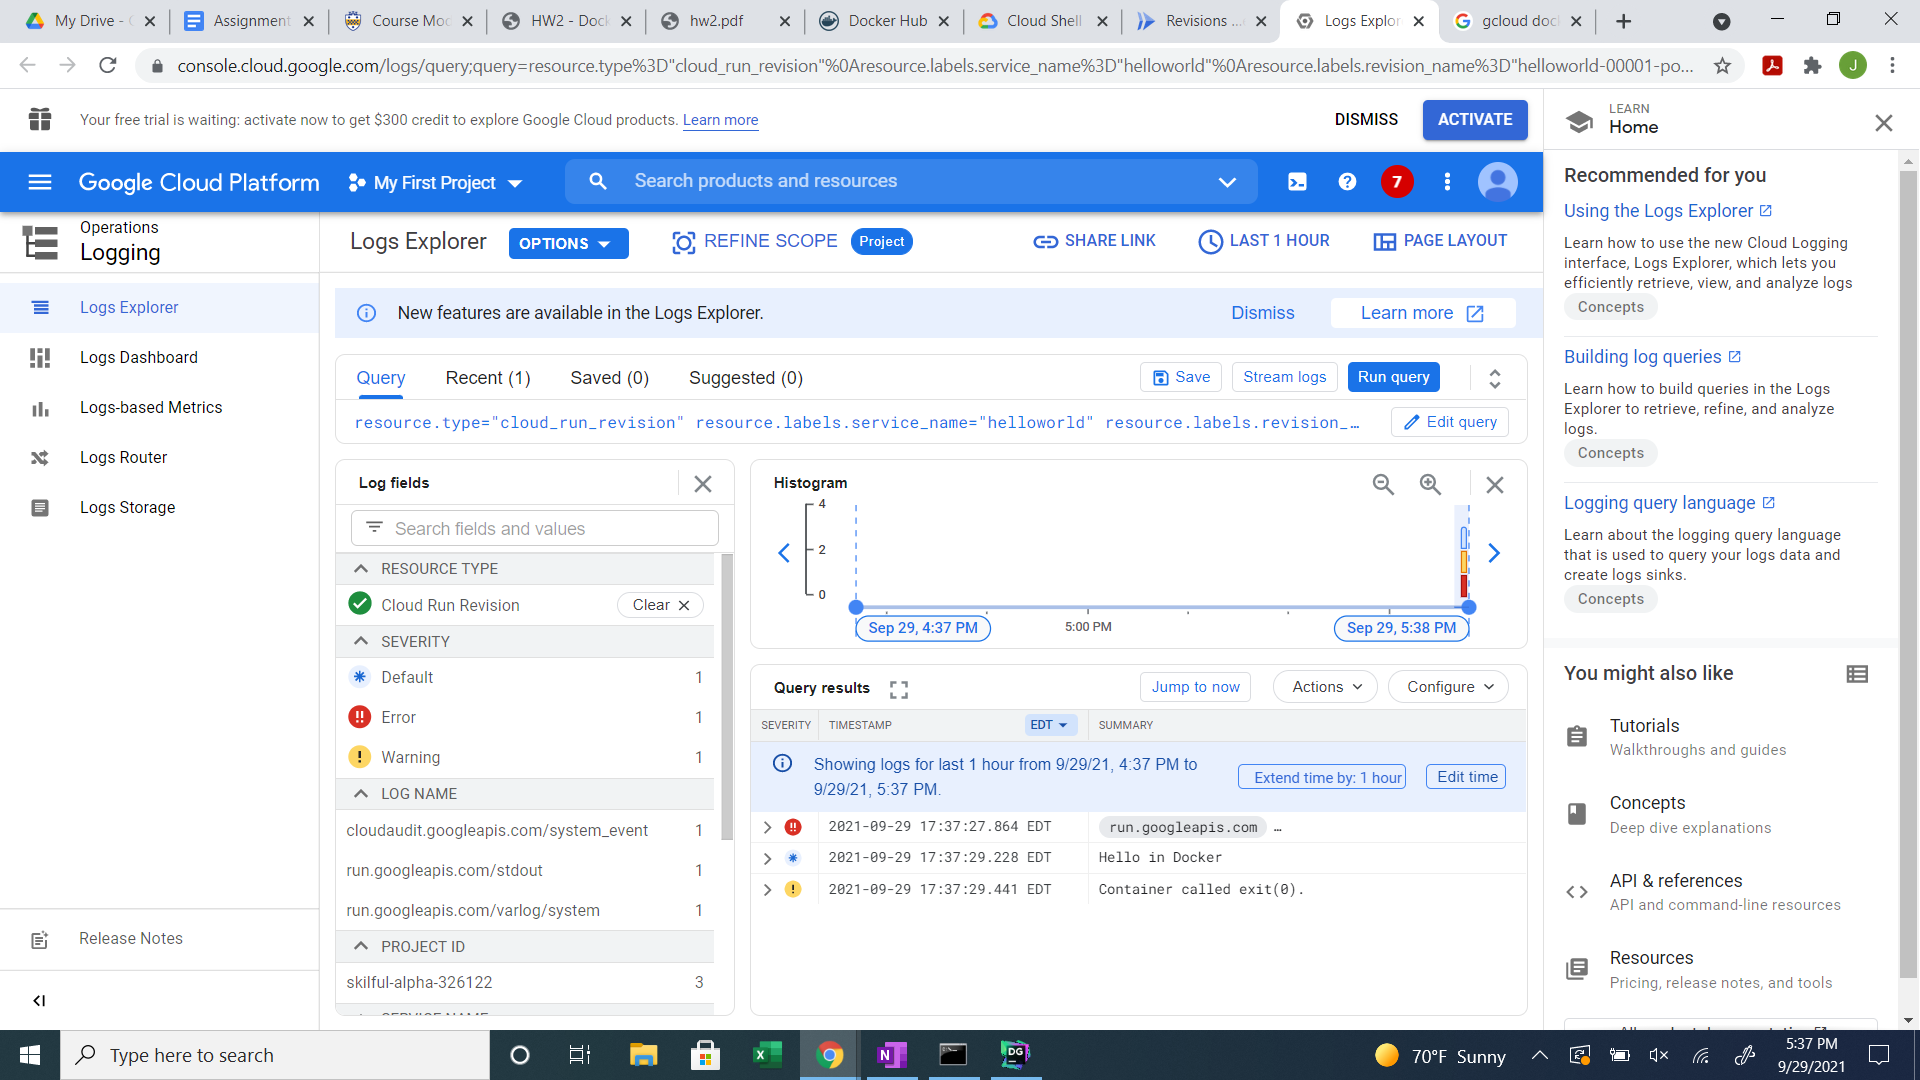 My Drive - G
Assignment
Course Mod
HW2 - Dock
hw2.pdf
Docker Hub
Cloud Shell
Revisions ...
Logs Explor
gcloud doc
console.cloud.google.com/logs/query;query=resource.type%3D"cloud_run_revision"%0Aresource.labels.service_name%3D"helloworld"%0Aresource.labels.revision_name%3D"helloworld-00001-po...
J
Your free trial is waiting: activate now to get $300 credit to explore Google Cloud products. Learn more
DISMISS
ACTIVATE
Google Cloud Platform
My First Project
Search products and resources
7
Operations
Logging
Logs Explorer
Logs Dashboard
Logs-based Metrics
Logs Router
Logs Storage
Release Notes
Logs Explorer
OPTIONS
REFINE SCOPE
Project
SHARE LINK
LAST 1 HOUR
PAGE LAYOUT
New features are available in the Logs Explorer.
Dismiss
Learn more
Query
Recent (1)
Saved (0)
Suggested (0)
Save
Stream logs
Run query
resource.type="cloud_run_revision" resource.labels.service_name="helloworld" resource.labels.revision_…
Edit query
Log fields
Search fields and values
RESOURCE TYPE
Cloud Run Revision
Clear
SEVERITY
Default 1
Error 1
Warning 1
LOG NAME
cloudaudit.googleapis.com/system_event 1
run.googleapis.com/stdout 1
run.googleapis.com/varlog/system 1
PROJECT ID
skilful-alpha-326122 3
SERVICE NAME
Histogram
4
2
0
Sep 29, 4:37 PM
5:00 PM
Sep 29, 5:38 PM
Query results
Jump to now
Actions
Configure
SEVERITY
TIMESTAMP
EDT
SUMMARY
Showing logs for last 1 hour from 9/29/21, 4:37 PM to
9/29/21, 5:37 PM.
Extend time by: 1 hour
Edit time
2021-09-29 17:37:27.864 EDT run.googleapis.com …
2021-09-29 17:37:29.228 EDT Hello in Docker
2021-09-29 17:37:29.441 EDT Container called exit(0).
LEARN
Home
Recommended for you
Using the Logs Explorer
Learn how to use the new Cloud Logging
interface, Logs Explorer, which lets you
efficiently retrieve, view, and analyze logs
Concepts
Building log queries
Learn how to build queries in the Logs
Explorer to retrieve, refine, and analyze
logs.
Concepts
Logging query language
Learn about the logging query language
that is used to query your logs data and
create logs sinks.
Concepts
You might also like
Tutorials
Walkthroughs and guides
Concepts
Deep dive explanations
API & references
API and command-line resources
Resources
Pricing, release notes, and tools
Type here to search
DG
70°F Sunny
5:37 PM
9/29/2021